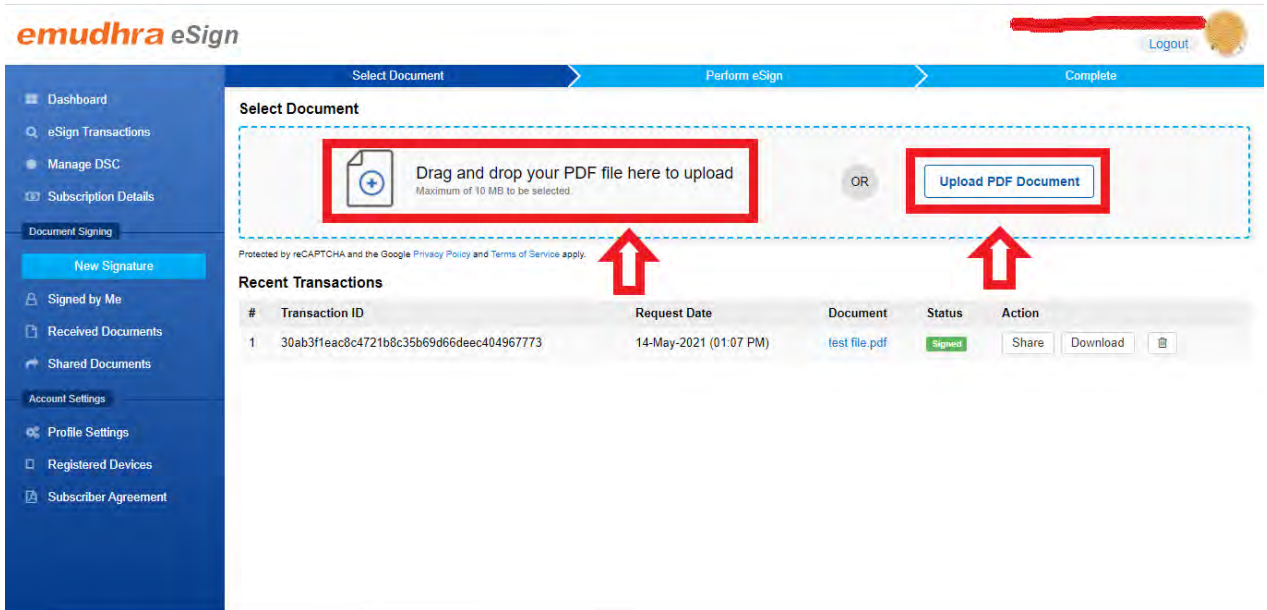 emudhra eSign
Logout
Select Document
Perform eSign
Complete
Dashboard
eSign Transactions
Manage DSC
Subscription Details
Document Signing
New Signature
Signed by Me
Received Documents
Shared Documents
Account Settings
Profile Settings
Registered Devices
Subscriber Agreement
Select Document
Drag and drop your PDF file here to upload
Maximum of 10 MB to be selected.
OR
Upload PDF Document
Protected by reCAPTCHA and the Google Privacy Policy and Terms of Service apply.
Recent Transactions
# Transaction ID Request Date Document Status Action
1 30ab3f1eac8c4721b8c35b69d66deec404967773 14-May-2021 (01:07 PM) test file.pdf Signed Share Download